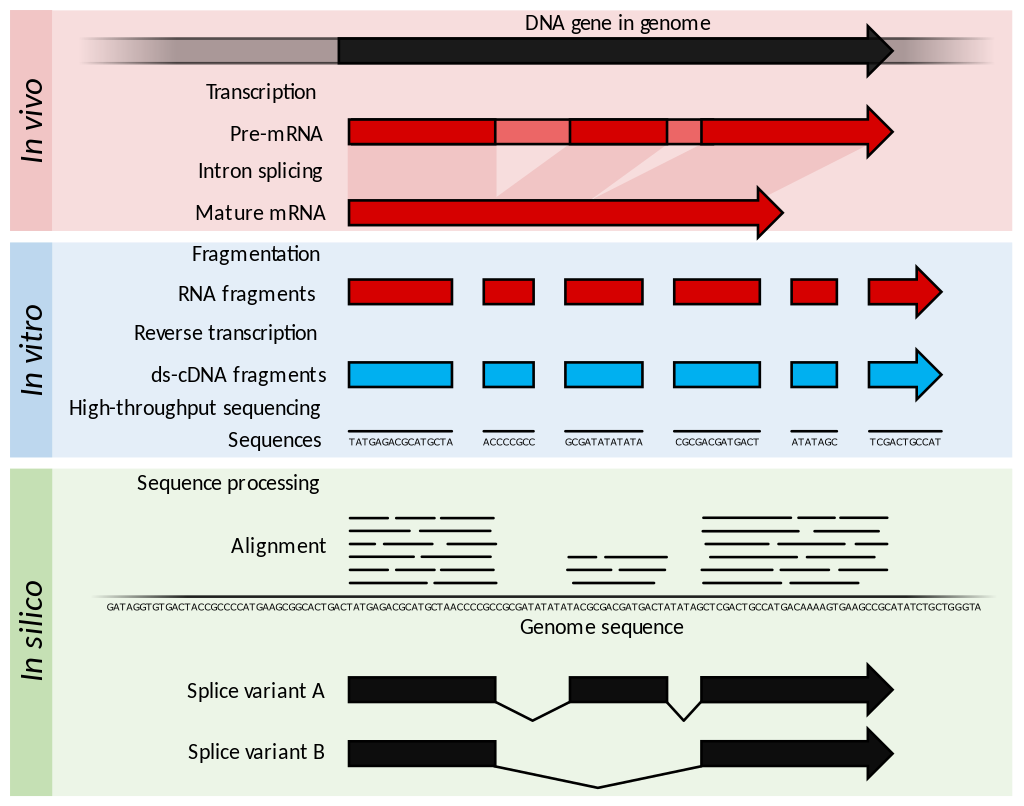 In vivo
DNA gene in genome
Transcription
Pre-mRNA
Intron splicing
Mature mRNA
In vitro
Fragmentation
RNA fragments
Reverse transcription
ds-cDNA fragments
High-throughput sequencing
Sequences TATGAGACGCATGCTA ACCCCGCC GCGATATATATA CGCGACGATGACT ATATAGC TCGACTGCCAT
In silico
Sequence processing
Alignment
GATAGGTGTGACTACCGCCCCATGAAGCGGCACTGACTATGAGACGCATGCTAACCCCGCCGCGATATATATACGCGACGATGACTATATAGCTCGACTGCCATGACAAAAGTGAAGCCGCATATCTGCTGGGTA
Genome sequence
Splice variant A
Splice variant B